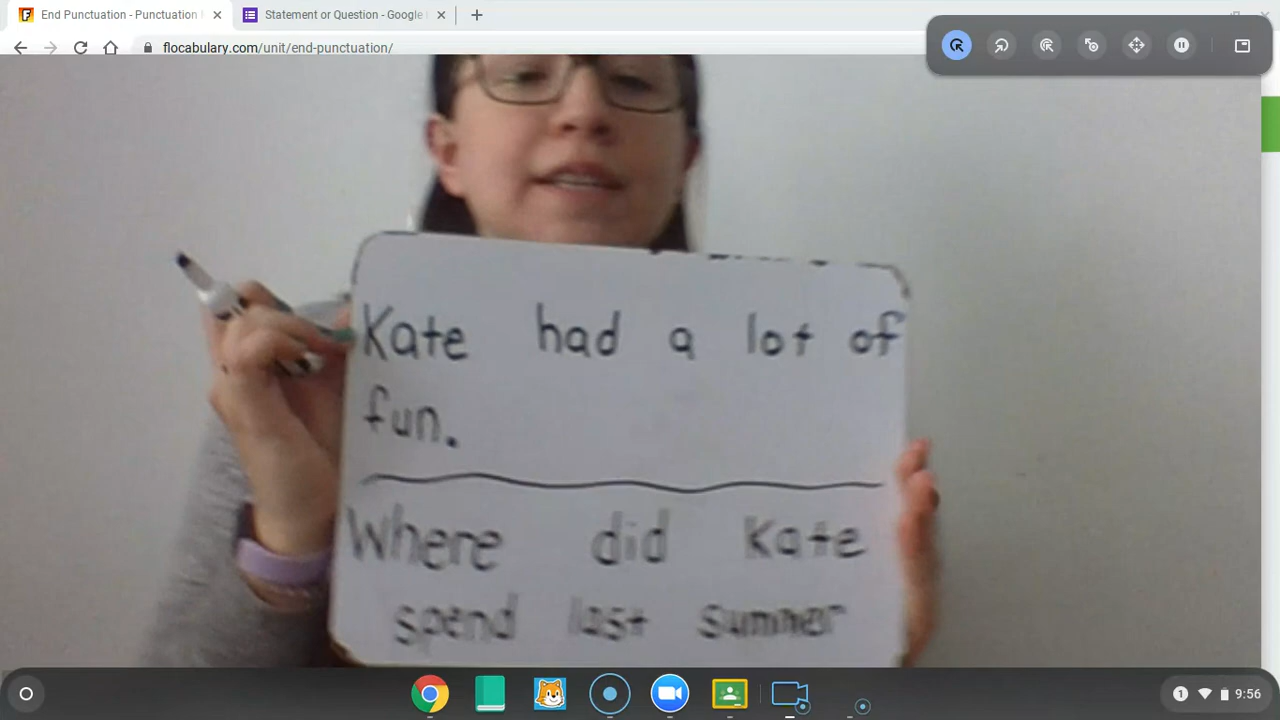 End Punctuation - Punctuation
Statement or Question - Google
flocabulary.com/unit/end-punctuation/
Kate had a lot of
fun.
Where did Kate
spend last summer
1
9:56